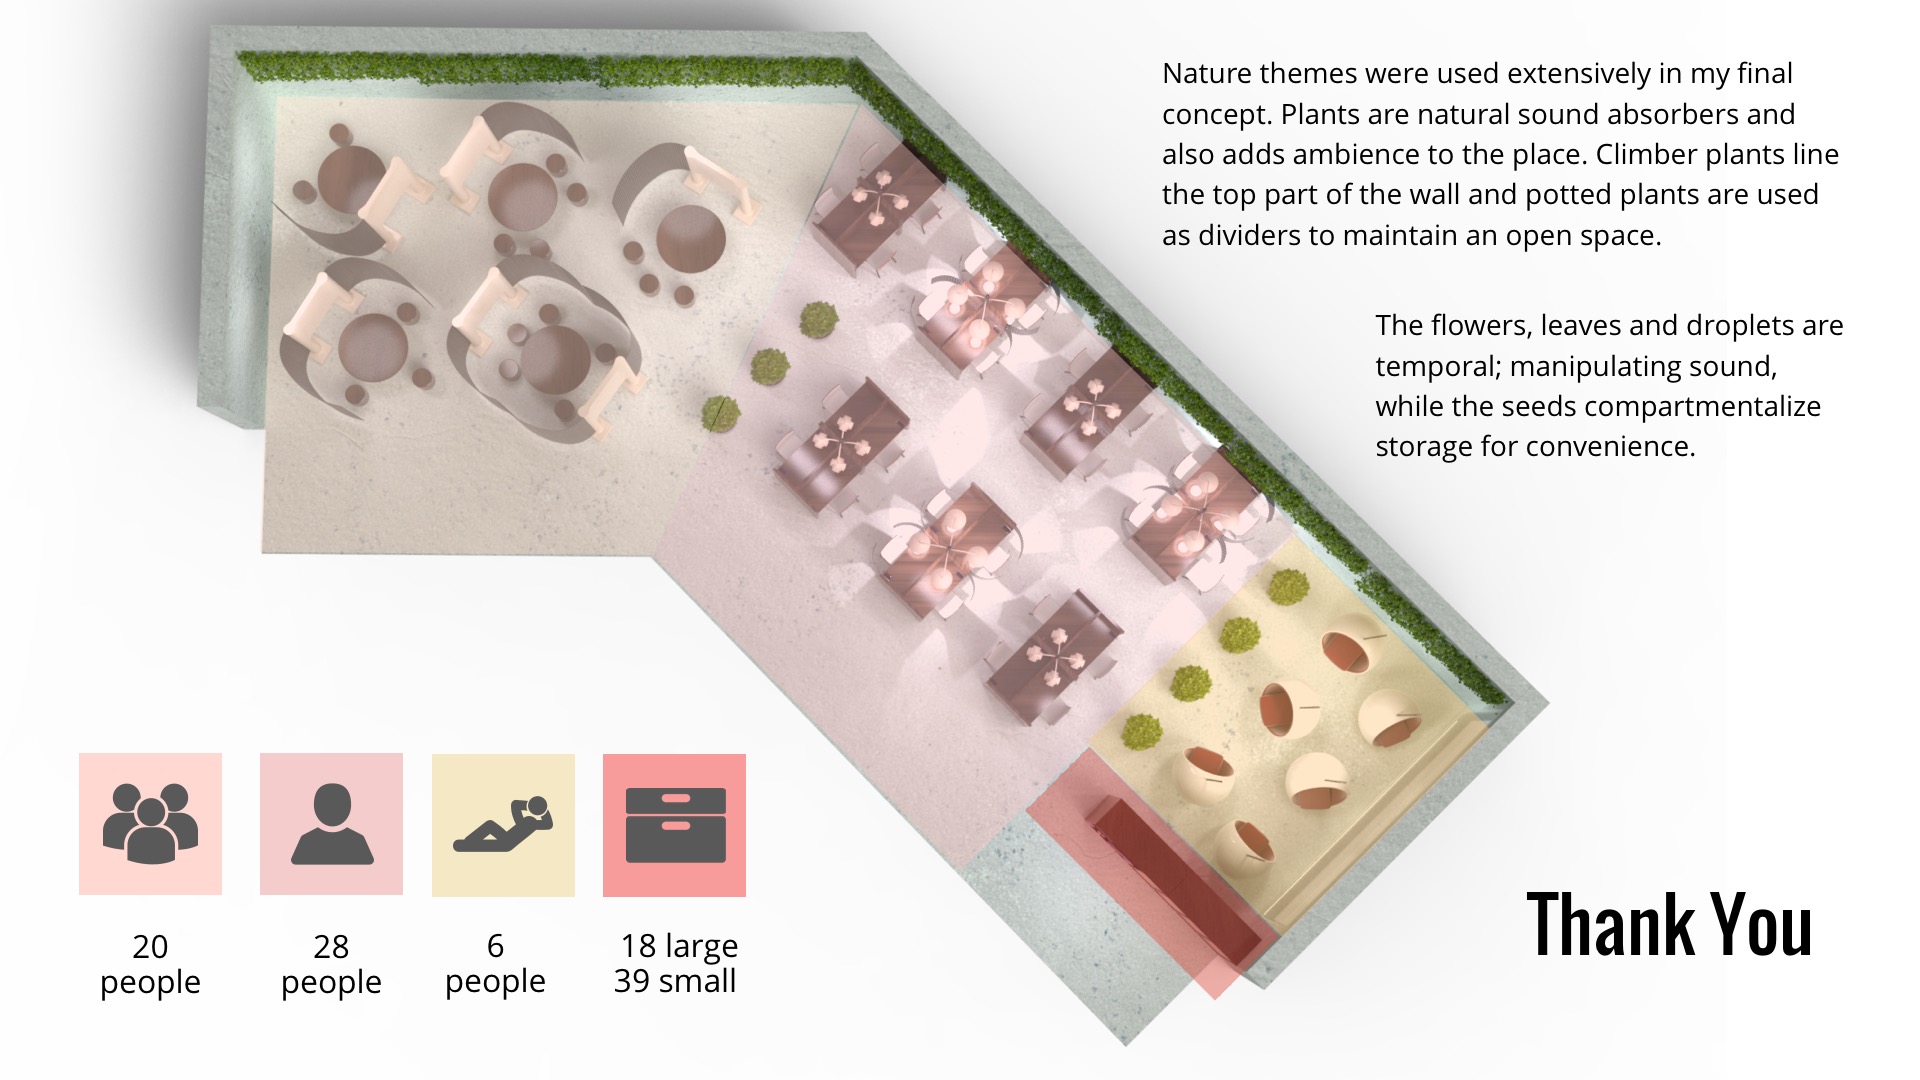 Nature themes were used extensively in my final
concept. Plants are natural sound absorbers and
also adds ambience to the place. Climber plants line
the top part of the wall and potted plants are used
as dividers to maintain an open space.
The flowers, leaves and droplets are
temporal; manipulating sound,
while the seeds compartmentalize
storage for convenience.
20
people
28
people
6
people
18 large
39 small
Thank You